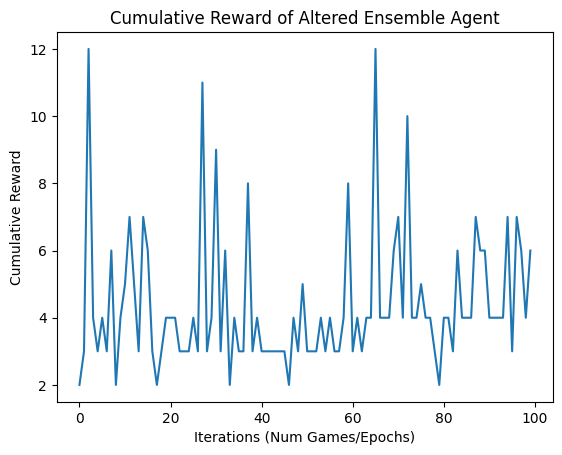 Cumulative Reward of Altered Ensemble Agent
12
10
8
6
4
2
Cumulative Reward
0 20 40 60 80 100
Iterations (Num Games/Epochs)